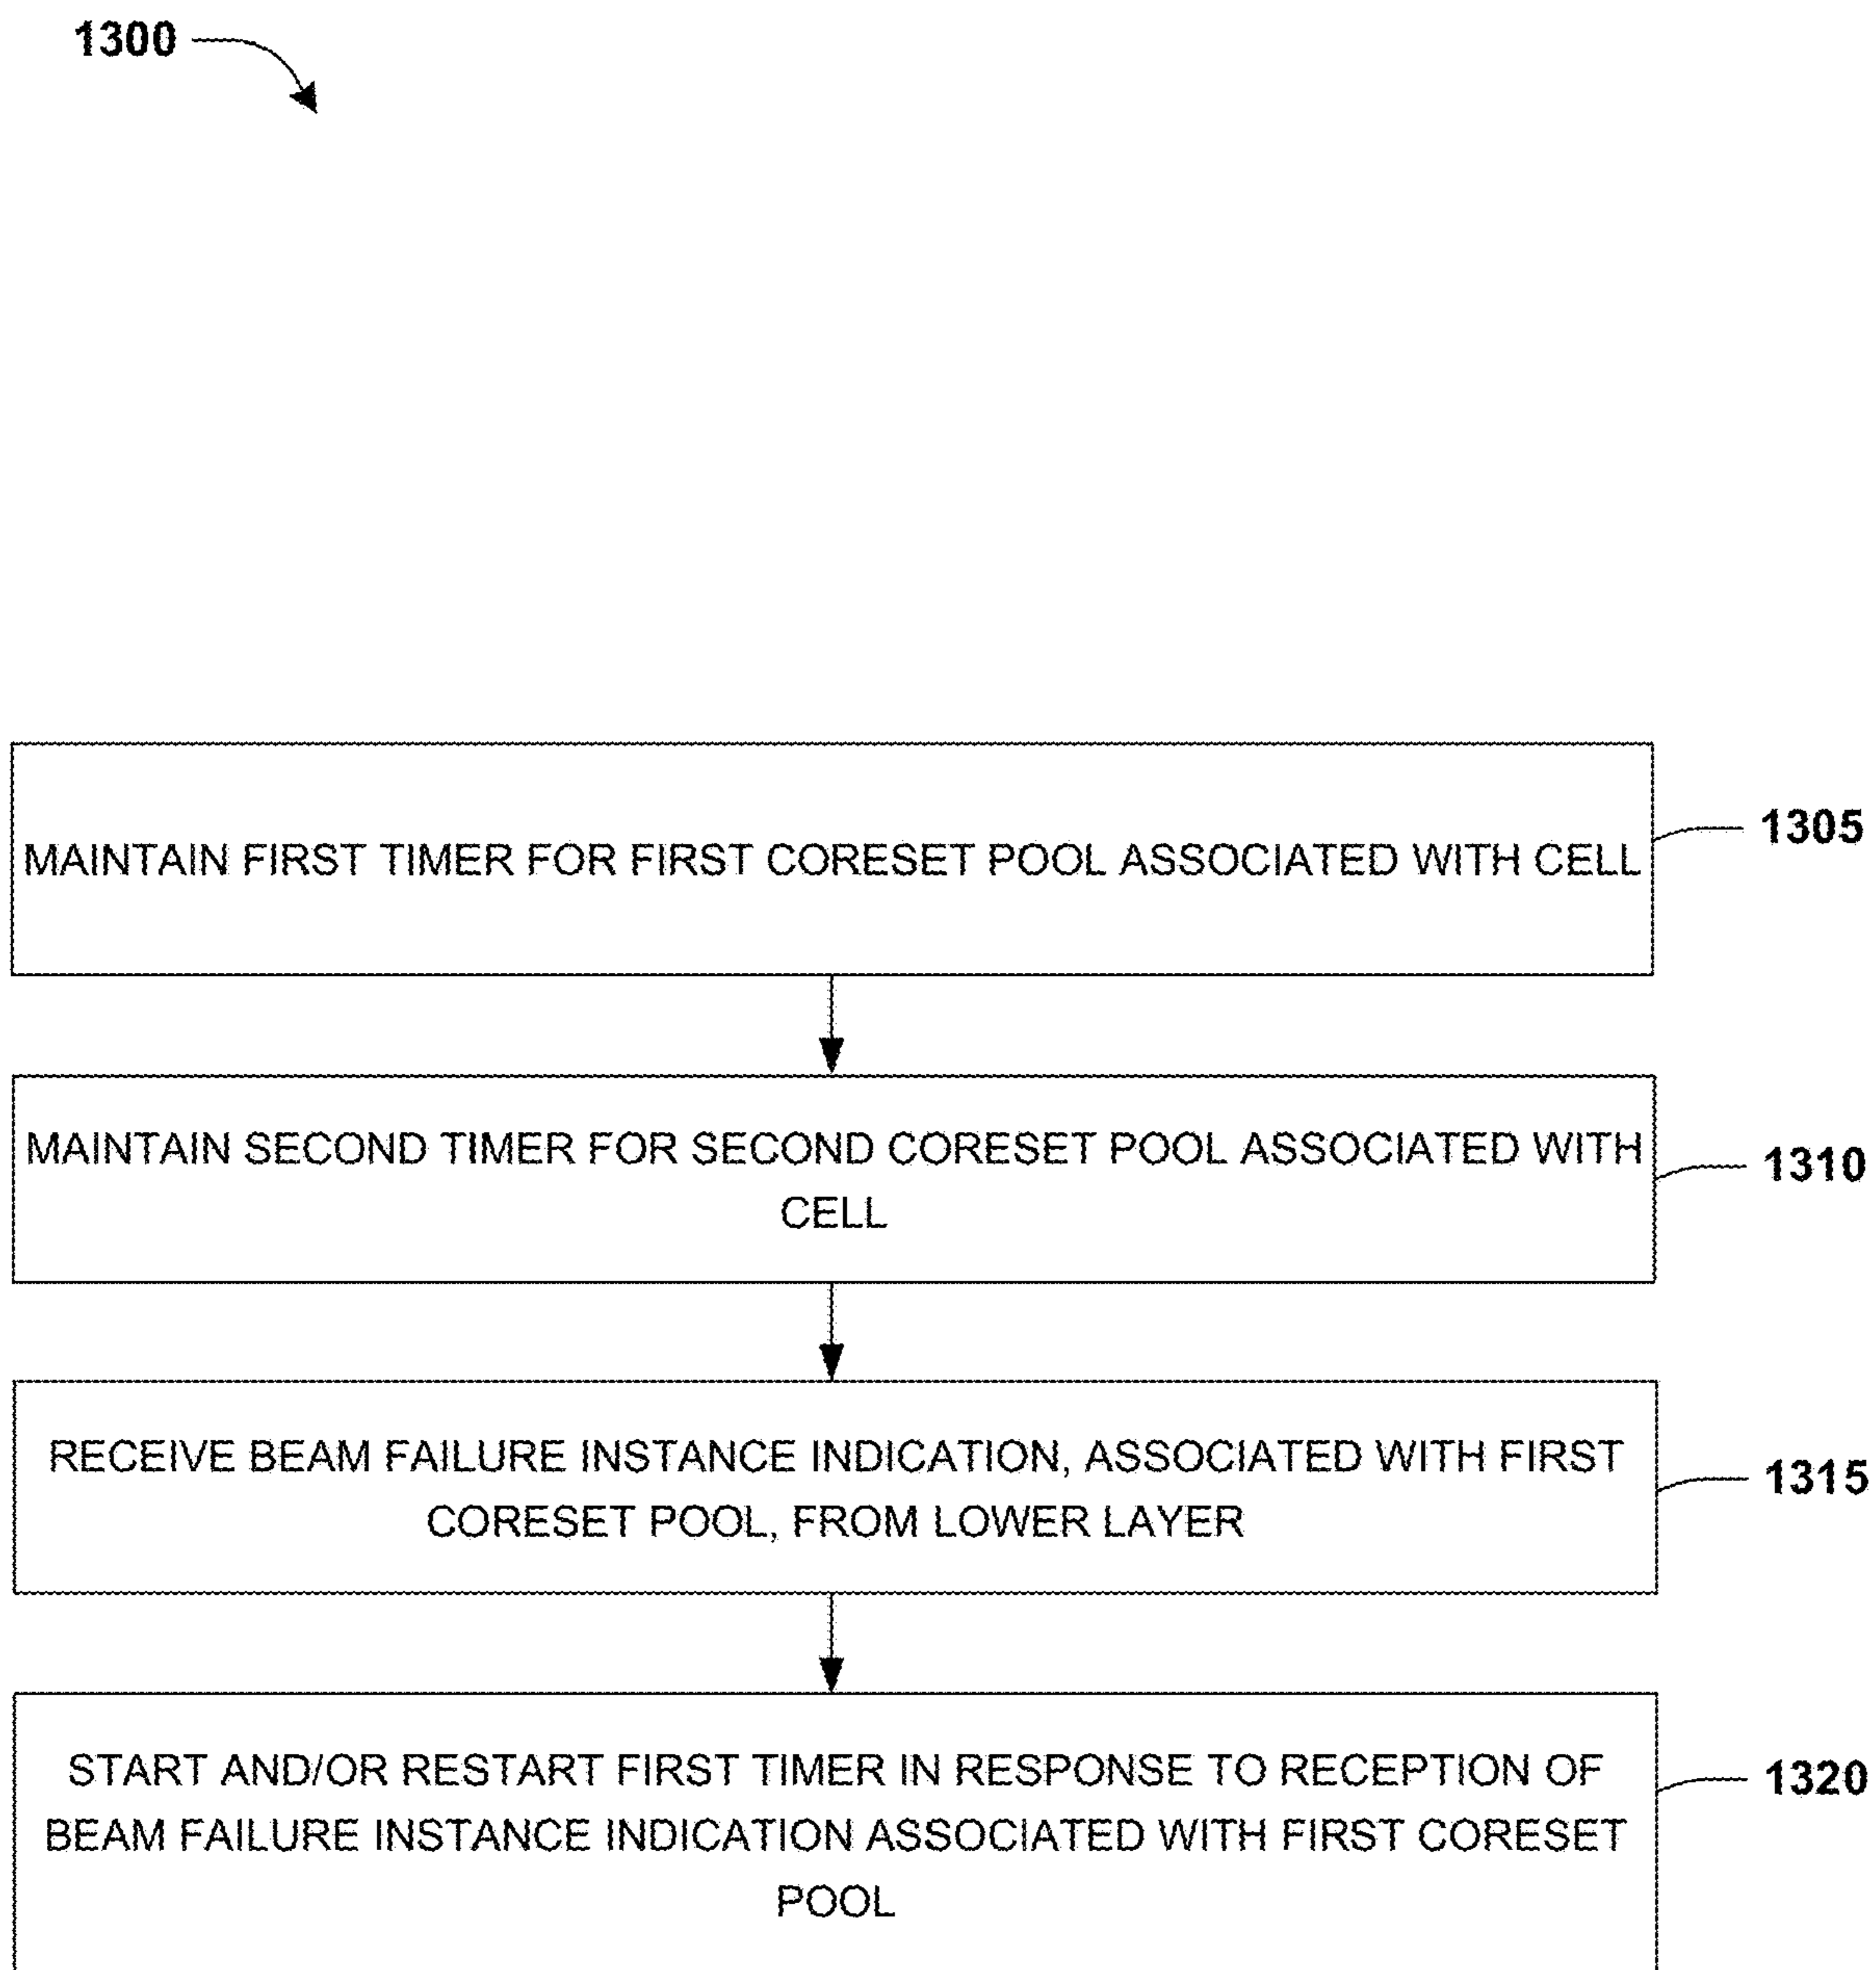 1300
MAINTAIN FIRST TIMER FOR FIRST CORESET POOL ASSOCIATED WITH CELL
1305
MAINTAIN SECOND TIMER FOR SECOND CORESET POOL ASSOCIATED WITH
CELL
1310
RECEIVE BEAM FAILURE INSTANCE INDICATION, ASSOCIATED WITH FIRST
CORESET POOL, FROM LOWER LAYER
1315
START AND/OR RESTART FIRST TIMER IN RESPONSE TO RECEPTION OF
BEAM FAILURE INSTANCE INDICATION ASSOCIATED WITH FIRST CORESET
POOL
1320